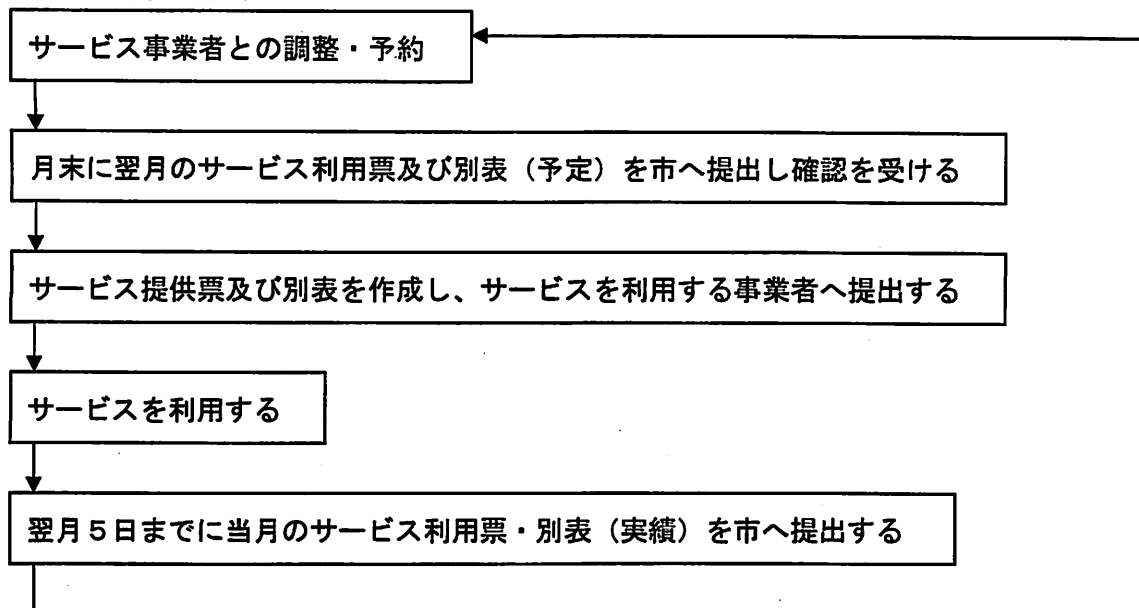 サービス事業者との調整・予約
月末に翌月のサービス利用票及び別表（予定）を市へ提出し確認を受ける
サービス提供票及び別表を作成し、サービスを利用する事業者へ提出する
サービスを利用する
翌月５日までに当月のサービス利用票・別表（実績）を市へ提出する